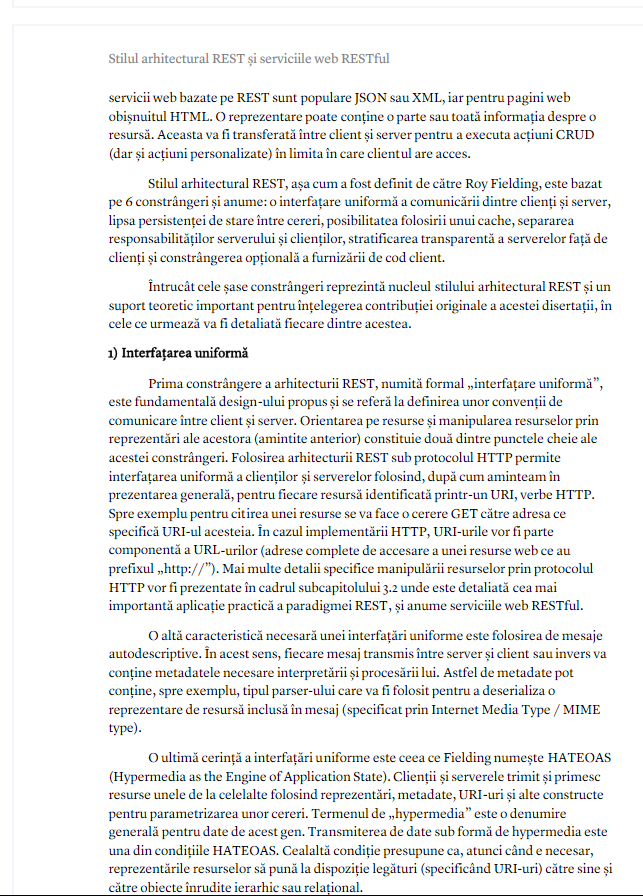 Stilul arhitectural REST și serviciile web RESTful
servicii web bazate pe REST sunt populare JSON sau XML, iar pentru pagini web
obișnuitul HTML. O reprezentare poate conține o parte sau toată informația despre o
resursă. Aceasta va fi transferată între client și server pentru a executa acțiuni CRUD
(dar și acțiuni personalizate) în limita în care clientul are acces.
Stilul arhitectural REST, așa cum a fost definit de către Roy Fielding, este bazat
pe 6 constrângeri și anume: o interfațare uniformă a comunicării dintre clienți și server,
lipsa persistenței de stare între cereri, posibilitatea folosirii unui cache, separarea
responsabilităților serverului și clienților, stratificarea transparentă a serverelor față de
clienți și constrângerea opțională a furnizării de cod client.
Întrucât cele șase constrângeri reprezintă nucleul stilului arhitectural REST și un
suport teoretic important pentru înțelegerea contribuției originale a acestei disertații, în
cele ce urmează va fi detaliată fiecare dintre acestea.
1) Interfațarea uniformă
Prima constrângere a arhitecturii REST, numită formal „interfațare uniformă”,
este fundamentală design-ului propus și se referă la definirea unor convenții de
comunicare între client și server. Orientarea pe resurse și manipularea resurselor prin
reprezentări ale acestora (amintite anterior) constituie două dintre punctele cheie ale
acestei constrângeri. Folosirea arhitecturii REST sub protocolul HTTP permite
interfațarea uniformă a clienților și serverelor folosind, după cum aminteam în
prezentarea generală, pentru fiecare resursă identificată printr-un URI, verbe HTTP.
Spre exemplu pentru citirea unei resurse se va face o cerere GET către adresa ce
specifică URI-ul acesteia. În cazul implementării HTTP, URI-urile vor fi parte
componentă a URL-urilor (adrese complete de accesare a unei resurse web ce au
prefixul „http://”). Mai multe detalii specifice manipulării resurselor prin protocolul
HTTP vor fi prezentate în cadrul subcapitolului 3.2 unde este detaliată cea mai
importantă aplicație practică a paradigmei REST, și anume serviciile web RESTful.
O altă caracteristică necesară unei interfațări uniforme este folosirea de mesaje
autodescriptive. În acest sens, fiecare mesaj transmis între server și client sau invers va
conține metadatele necesare interpretării și procesării lui. Astfel de metadate pot
conține, spre exemplu, tipul parser-ului care va fi folosit pentru a deserializa o
reprezentare de resursă inclusă în mesaj (specificat prin Internet Media Type / MIME
type).
O ultimă cerință a interfațări uniforme este ceea ce Fielding numește HATEOAS
(Hypermedia as the Engine of Application State). Clienții și serverele trimit și primesc
resurse unele de la celelalte folosind reprezentări, metadate, URI-uri și alte constructe
pentru parametrizarea unor cereri. Termenul de „hypermedia” este o denumire
generală pentru date de acest gen. Transmiterea de date sub formă de hypermedia este
una din condițiile HATEOAS. Cealaltă condiție presupune ca, atunci când e necesar,
reprezentările resurselor să pună la dispoziție legături (specificând URI-uri) către sine și
către obiecte înrudite ierarhic sau relațional.